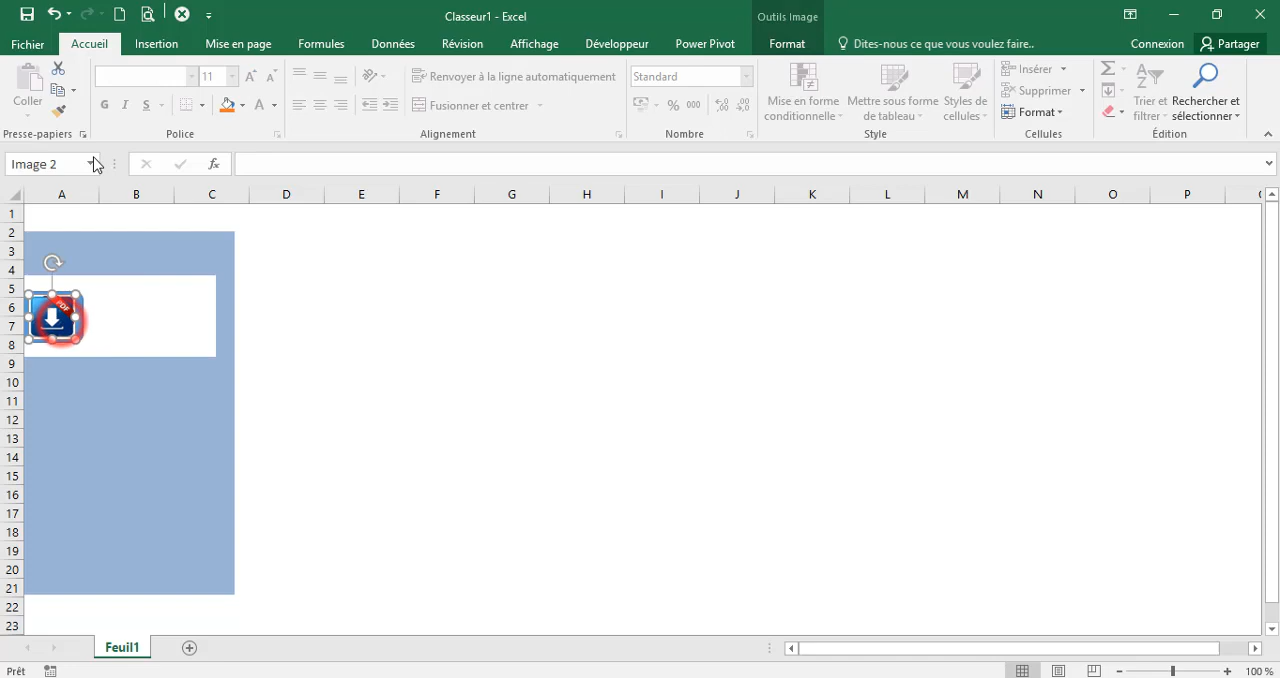 Classeur1 - Excel
Outils Image
Fichier
Accueil
Insertion
Mise en page
Formules
Données
Révision
Affichage
Développeur
Power Pivot
Format
Dites-nous ce que vous voulez faire..
Connexion
Partager
Coller
Presse-papiers
11
A A
G I S
A
Police
Renvoyer à la ligne automatiquement
Fusionner et centrer
Alignement
Standard
% 000
Nombre
Mise en forme conditionnelle
Mettre sous forme de tableau
Styles de cellules
Style
Insérer
Supprimer
Format
Cellules
Σ
Trier et filtrer
Rechercher et sélectionner
Édition
Image 2
fx
A B C D E F G H I J K L M N O P
1
2
3
4
5
6
7
8
9
10
11
12
13
14
15
16
17
18
19
20
21
22
23
PDF
Feuil1
Prêt
100 %